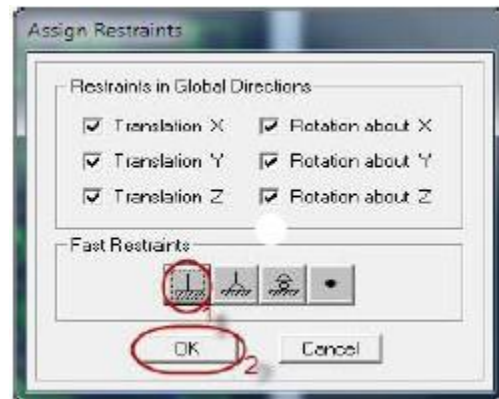 Assign Restraints
Restraints in Global Directions
Translation X Rotation about X
Translation Y Rotation about Y
Translation Z Rotation about Z
Fast Restraints
1
OK Cancel
2